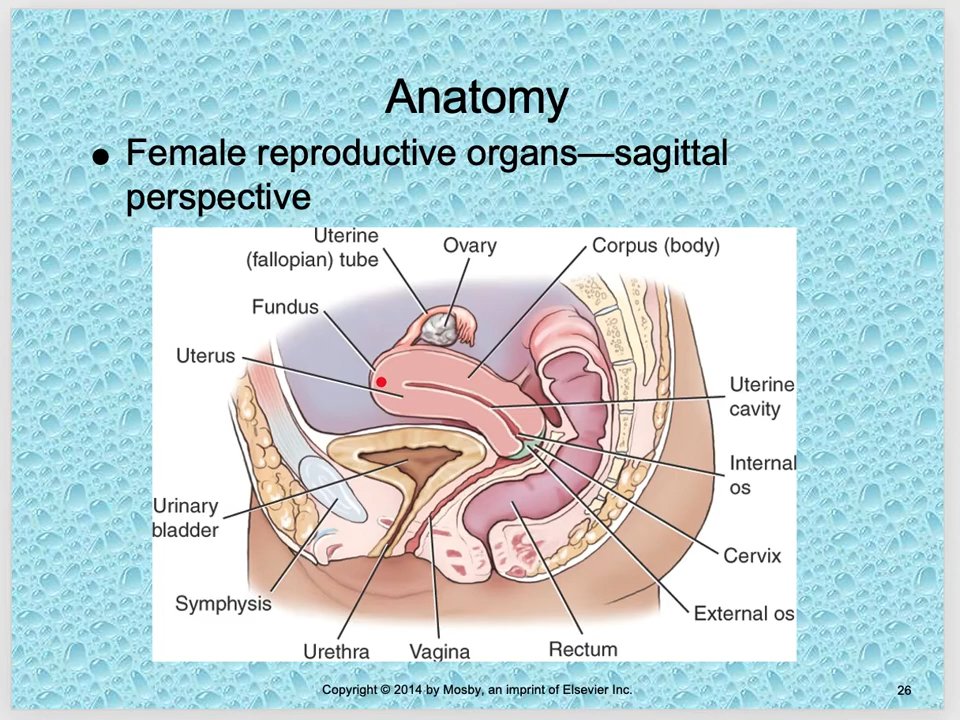 Anatomy
● Female reproductive organs—sagittal
perspective
Uterine
(fallopian) tube
Ovary
Corpus (body)
Fundus
Uterus
Uterine
cavity
Internal
os
Urinary
bladder
Cervix
Symphysis
External os
Urethra
Vagina
Rectum
Copyright © 2014 by Mosby, an imprint of Elsevier Inc.
26